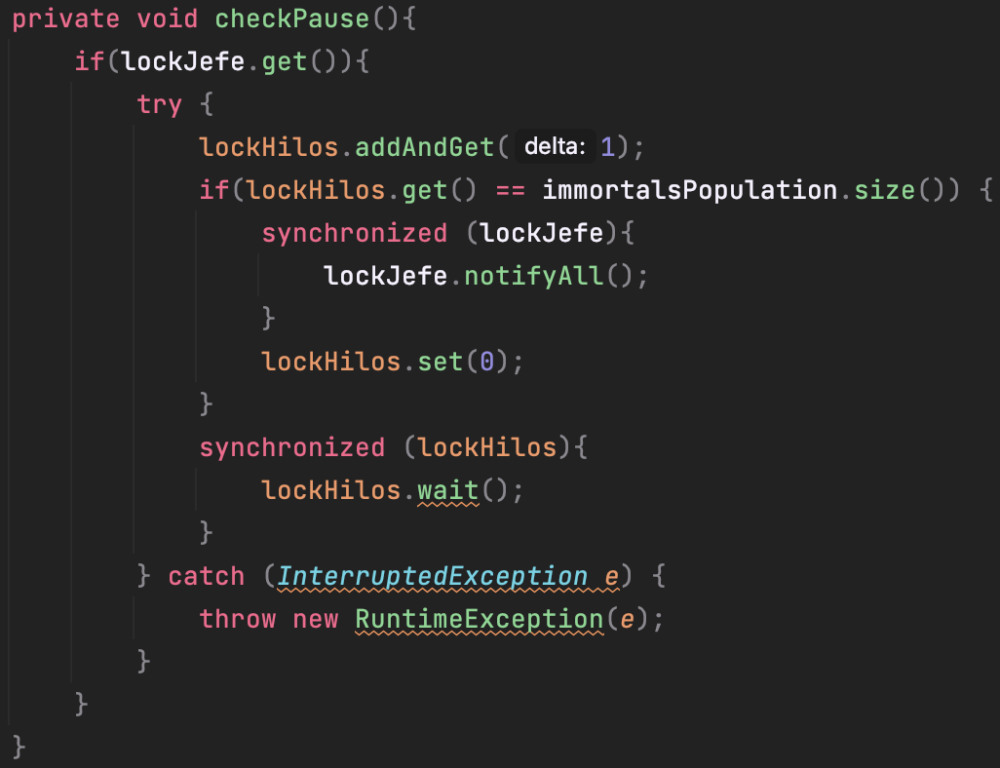 private void checkPause(){
if(lockJefe.get()){
try {
lockHilos.addAndGet( delta: 1);
if(lockHilos.get() == immortalsPopulation.size()) {
synchronized (lockJefe){
lockJefe.notifyAll();
}
lockHilos.set(0);
}
synchronized (lockHilos){
lockHilos.wait();
}
} catch (InterruptedException e) {
throw new RuntimeException(e);
}
}
}